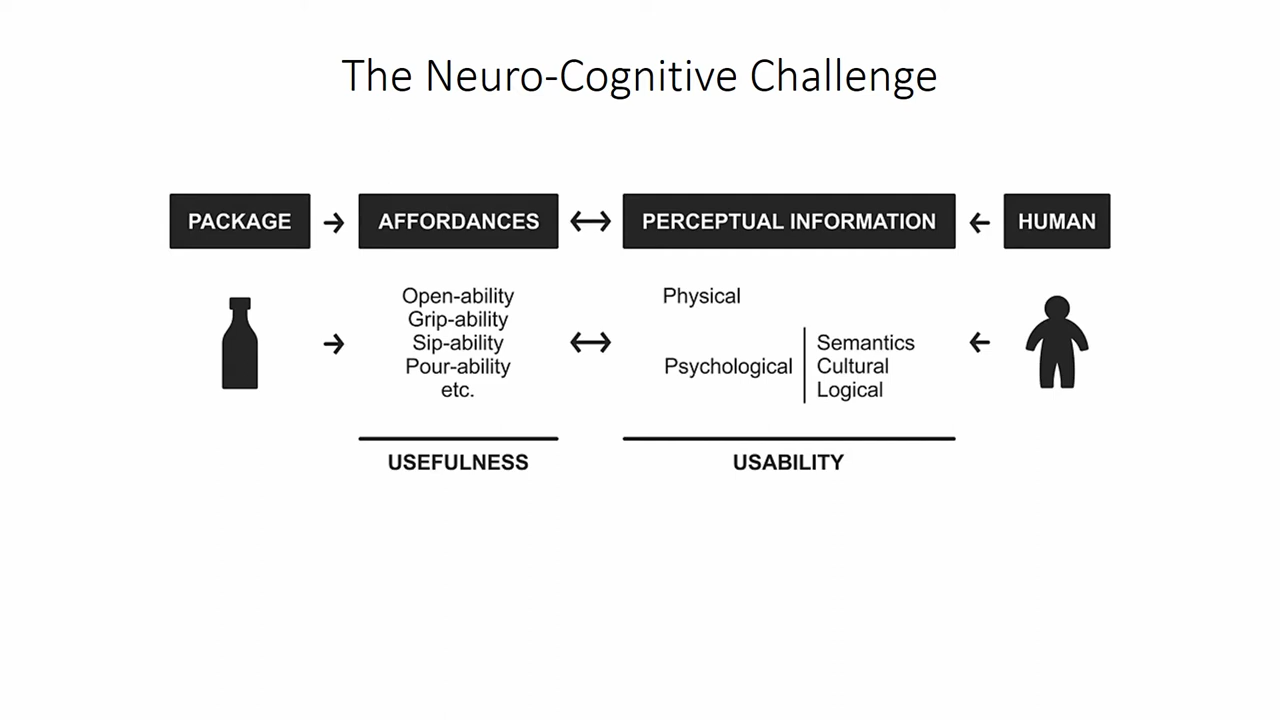 The Neuro-Cognitive Challenge
PACKAGE
AFFORDANCES
PERCEPTUAL INFORMATION
HUMAN
Open-ability
Grip-ability
Sip-ability
Pour-ability
etc.
Physical
Psychological
Semantics
Cultural
Logical
USEFULNESS
USABILITY